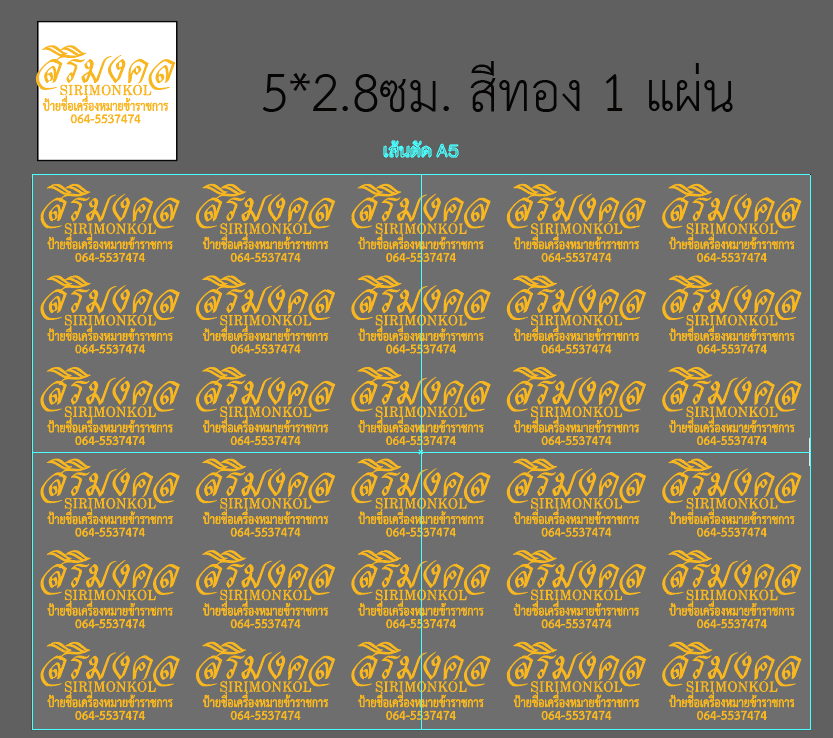 สิริมงคล
SIRIMONKOL
ป้ายชื่อเครื่องหมายข้าราชการ
064-5537474
5*2.8ซม. สีทอง 1 แผ่น
เส้นตัด A5
สิริมงคล สิริมงคล สิริมงคล สิริมงคล สิริมงคล
SIRIMONKOL SIRIMONKOL SIRIMONKOL SIRIMONKOL SIRIMONKOL
ป้ายชื่อเครื่องหมายข้าราชการ ป้ายชื่อเครื่องหมายข้าราชการ ป้ายชื่อเครื่องหมายข้าราชการ ป้ายชื่อเครื่องหมายข้าราชการ ป้ายชื่อเครื่องหมายข้าราชการ
064-5537474 064-5537474 064-5537474 064-5537474 064-5537474
สิริมงคล สิริมงคล สิริมงคล สิริมงคล สิริมงคล
SIRIMONKOL SIRIMONKOL SIRIMONKOL SIRIMONKOL SIRIMONKOL
ป้ายชื่อเครื่องหมายข้าราชการ ป้ายชื่อเครื่องหมายข้าราชการ ป้ายชื่อเครื่องหมายข้าราชการ ป้ายชื่อเครื่องหมายข้าราชการ ป้ายชื่อเครื่องหมายข้าราชการ
064-5537474 064-5537474 064-5537474 064-5537474 064-5537474
สิริมงคล สิริมงคล สิริมงคล สิริมงคล สิริมงคล
SIRIMONKOL SIRIMONKOL SIRIMONKOL SIRIMONKOL SIRIMONKOL
ป้ายชื่อเครื่องหมายข้าราชการ ป้ายชื่อเครื่องหมายข้าราชการ ป้ายชื่อเครื่องหมายข้าราชการ ป้ายชื่อเครื่องหมายข้าราชการ ป้ายชื่อเครื่องหมายข้าราชการ
064-5537474 064-5537474 064-5537474 064-5537474 064-5537474
สิริมงคล สิริมงคล สิริมงคล สิริมงคล สิริมงคล
SIRIMONKOL SIRIMONKOL SIRIMONKOL SIRIMONKOL SIRIMONKOL
ป้ายชื่อเครื่องหมายข้าราชการ ป้ายชื่อเครื่องหมายข้าราชการ ป้ายชื่อเครื่องหมายข้าราชการ ป้ายชื่อเครื่องหมายข้าราชการ ป้ายชื่อเครื่องหมายข้าราชการ
064-5537474 064-5537474 064-5537474 064-5537474 064-5537474
สิริมงคล สิริมงคล สิริมงคล สิริมงคล สิริมงคล
SIRIMONKOL SIRIMONKOL SIRIMONKOL SIRIMONKOL SIRIMONKOL
ป้ายชื่อเครื่องหมายข้าราชการ ป้ายชื่อเครื่องหมายข้าราชการ ป้ายชื่อเครื่องหมายข้าราชการ ป้ายชื่อเครื่องหมายข้าราชการ ป้ายชื่อเครื่องหมายข้าราชการ
064-5537474 064-5537474 064-5537474 064-5537474 064-5537474
สิริมงคล สิริมงคล สิริมงคล สิริมงคล สิริมงคล
SIRIMONKOL SIRIMONKOL SIRIMONKOL SIRIMONKOL SIRIMONKOL
ป้ายชื่อเครื่องหมายข้าราชการ ป้ายชื่อเครื่องหมายข้าราชการ ป้ายชื่อเครื่องหมายข้าราชการ ป้ายชื่อเครื่องหมายข้าราชการ ป้ายชื่อเครื่องหมายข้าราชการ
064-5537474 064-5537474 064-5537474 064-5537474 064-5537474